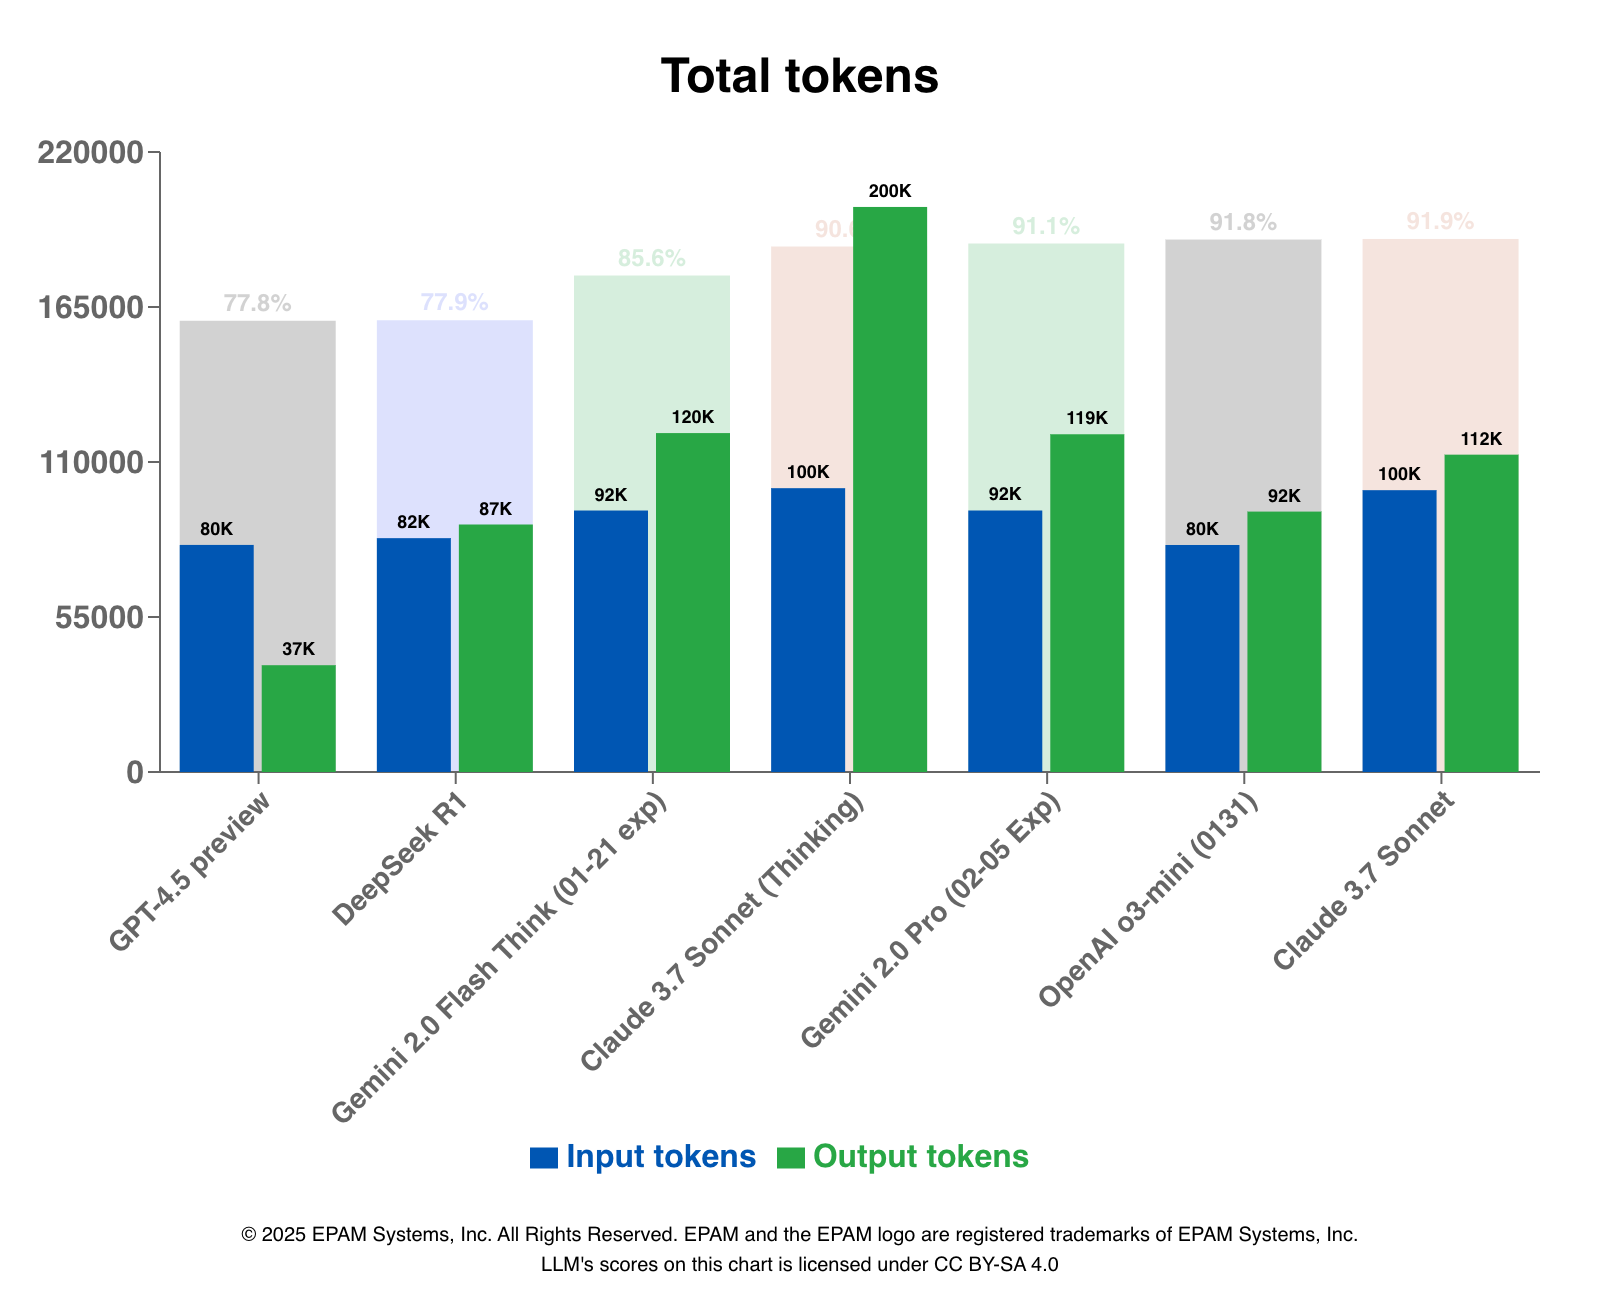 Total tokens
220000
165000
110000
55000
0
77.8%
77.9%
85.6%
91.1%
91.8%
91.9%
80K
37K
82K
87K
92K
120K
100K
200K
92K
119K
80K
92K
100K
112K
GPT-4.5 preview
DeepSeek R1
Gemini 2.0 Flash Think (01-21 exp)
Claude 3.7 Sonnet (Thinking)
Gemini 2.0 Pro (02-05 Exp)
OpenAI o3-mini (0131)
Claude 3.7 Sonnet
Input tokens
Output tokens
© 2025 EPAM Systems, Inc. All Rights Reserved. EPAM and the EPAM logo are registered trademarks of EPAM Systems, Inc.
LLM's scores on this chart is licensed under CC BY-SA 4.0